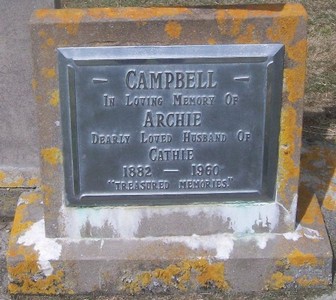 — CAMPBELL —
IN LOVING MEMORY OF
ARCHIE
DEARLY LOVED HUSBAND OF
CATHIE
1882 — 1960
"TREASURED MEMORIES"